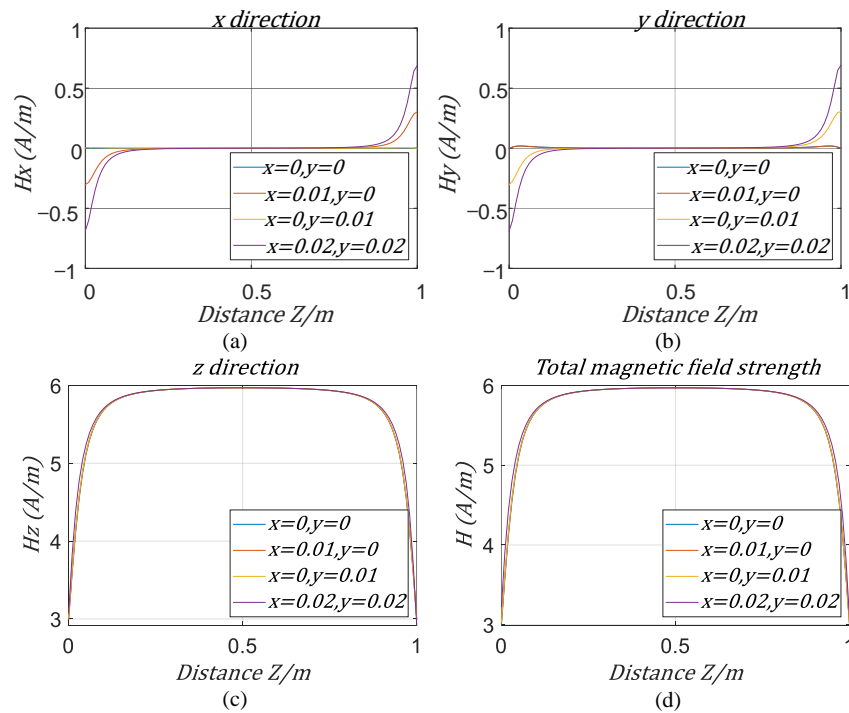 x direction
1
0.5
0
−0.5
−1
Hx (A/m)
x=0,y=0
x=0.01,y=0
x=0,y=0.01
x=0.02,y=0.02
0
0.5
1
Distance Z/m
(a)
y direction
1
0.5
0
−0.5
−1
Hy (A/m)
x=0,y=0
x=0.01,y=0
x=0,y=0.01
x=0.02,y=0.02
0
0.5
1
Distance Z/m
(b)
z direction
6
5
4
3
Hz (A/m)
x=0,y=0
x=0.01,y=0
x=0,y=0.01
x=0.02,y=0.02
0
0.5
1
Distance Z/m
(c)
Total magnetic field strength
6
5
4
3
H (A/m)
x=0,y=0
x=0.01,y=0
x=0,y=0.01
x=0.02,y=0.02
0
0.5
1
Distance Z/m
(d)